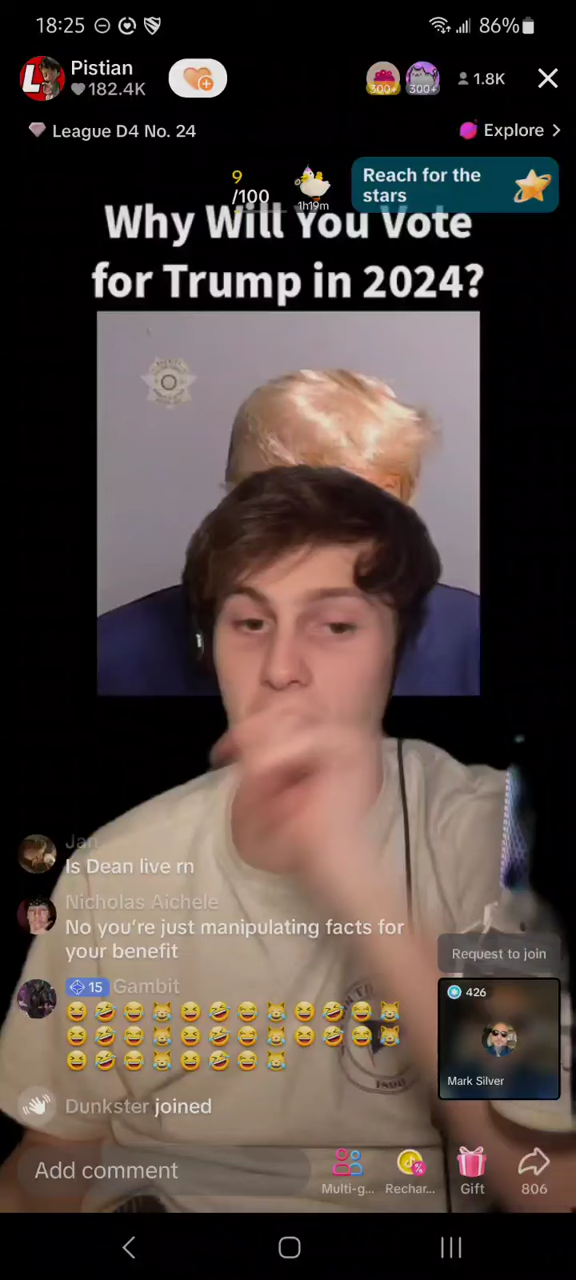 18:25
86%
Pistian
182.4K
300+
300+
1.8K
League D4 No. 24
Explore
9
/100
1h19m
Reach for the
stars
Why Will You Vote
for Trump in 2024?
Jan
Is Dean live rn
Nicholas Aichele
No you're just manipulating facts for
your benefit
15 Gambit
Dunkster joined
Request to join
426
Mark Silver
Add comment
Multi-g...
Rechar...
Gift
806